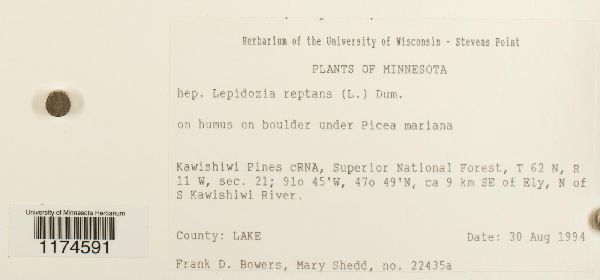 Herbarium of the University of Wisconsin - Stevens Point
PLANTS OF MINNESOTA
hep. Lepidozia reptans (L.) Dum.
on humus on boulder under Picea mariana
Kawishiwi Pines cRNA, Superior National Forest, T 62 N, R
11 W, sec. 21; 91o 45'W, 47o 49'N, ca 9 km SE of Ely, N of
S Kawishiwi River.
County: LAKE Date: 30 Aug 1994
Frank D. Bowers, Mary Shedd, no. 22435a
University of Minnesota Herbarium
1174591